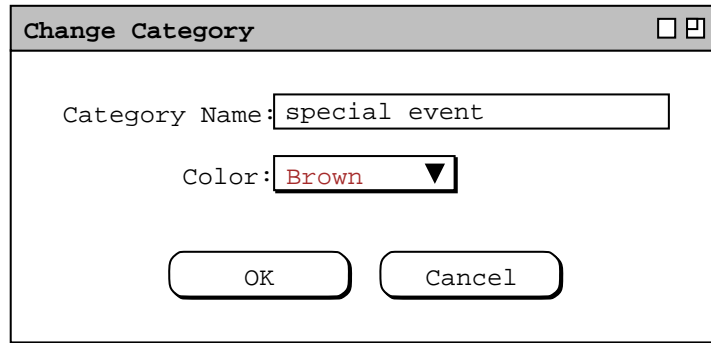 Change Category
Category Name: special event
Color: Brown
OK Cancel